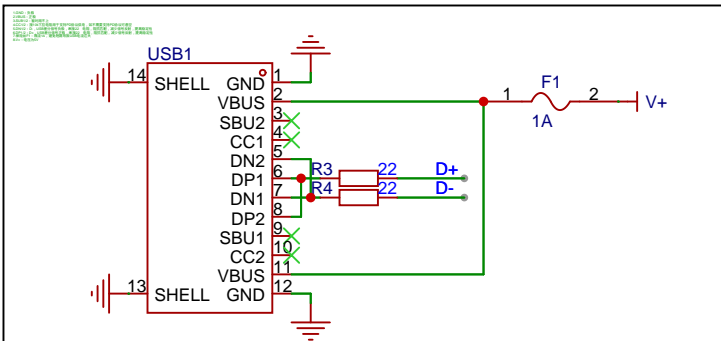 USB1
14 SHELL
GND 1
VBUS 2
SBU2 3
CC1 4
DN2 5
DP1 6
DN1 7
DP2 8
SBU1 9
CC2 10
VBUS 11
13 SHELL
GND 12
R3 22 D+
R4 22 D-
F1
1 2 V+
1A